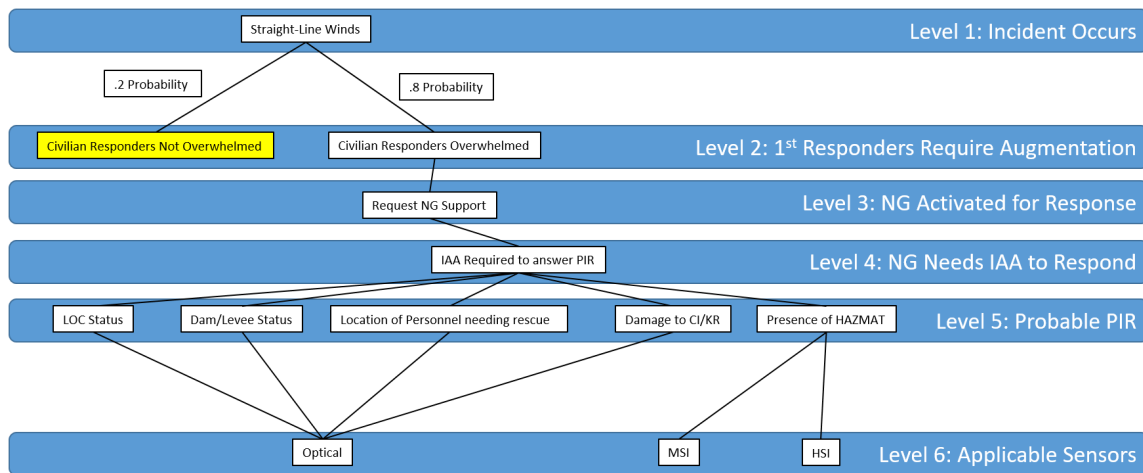 Straight-Line Winds
Level 1: Incident Occurs
.2 Probability
.8 Probability
Civilian Responders Not Overwhelmed
Civilian Responders Overwhelmed
Level 2: 1st Responders Require Augmentation
Request NG Support
Level 3: NG Activated for Response
IAA Required to answer PIR
Level 4: NG Needs IAA to Respond
LOC Status
Dam/Levee Status
Location of Personnel needing rescue
Damage to CI/KR
Presence of HAZMAT
Level 5: Probable PIR
Optical
MSI
HSI
Level 6: Applicable Sensors